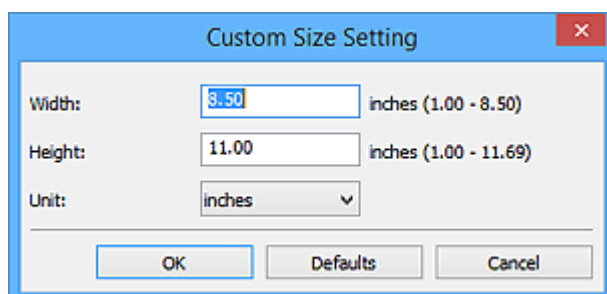 Custom Size Setting
Width: 8.50 inches (1.00 - 8.50)
Height: 11.00 inches (1.00 - 11.69)
Unit: inches
OK Defaults Cancel